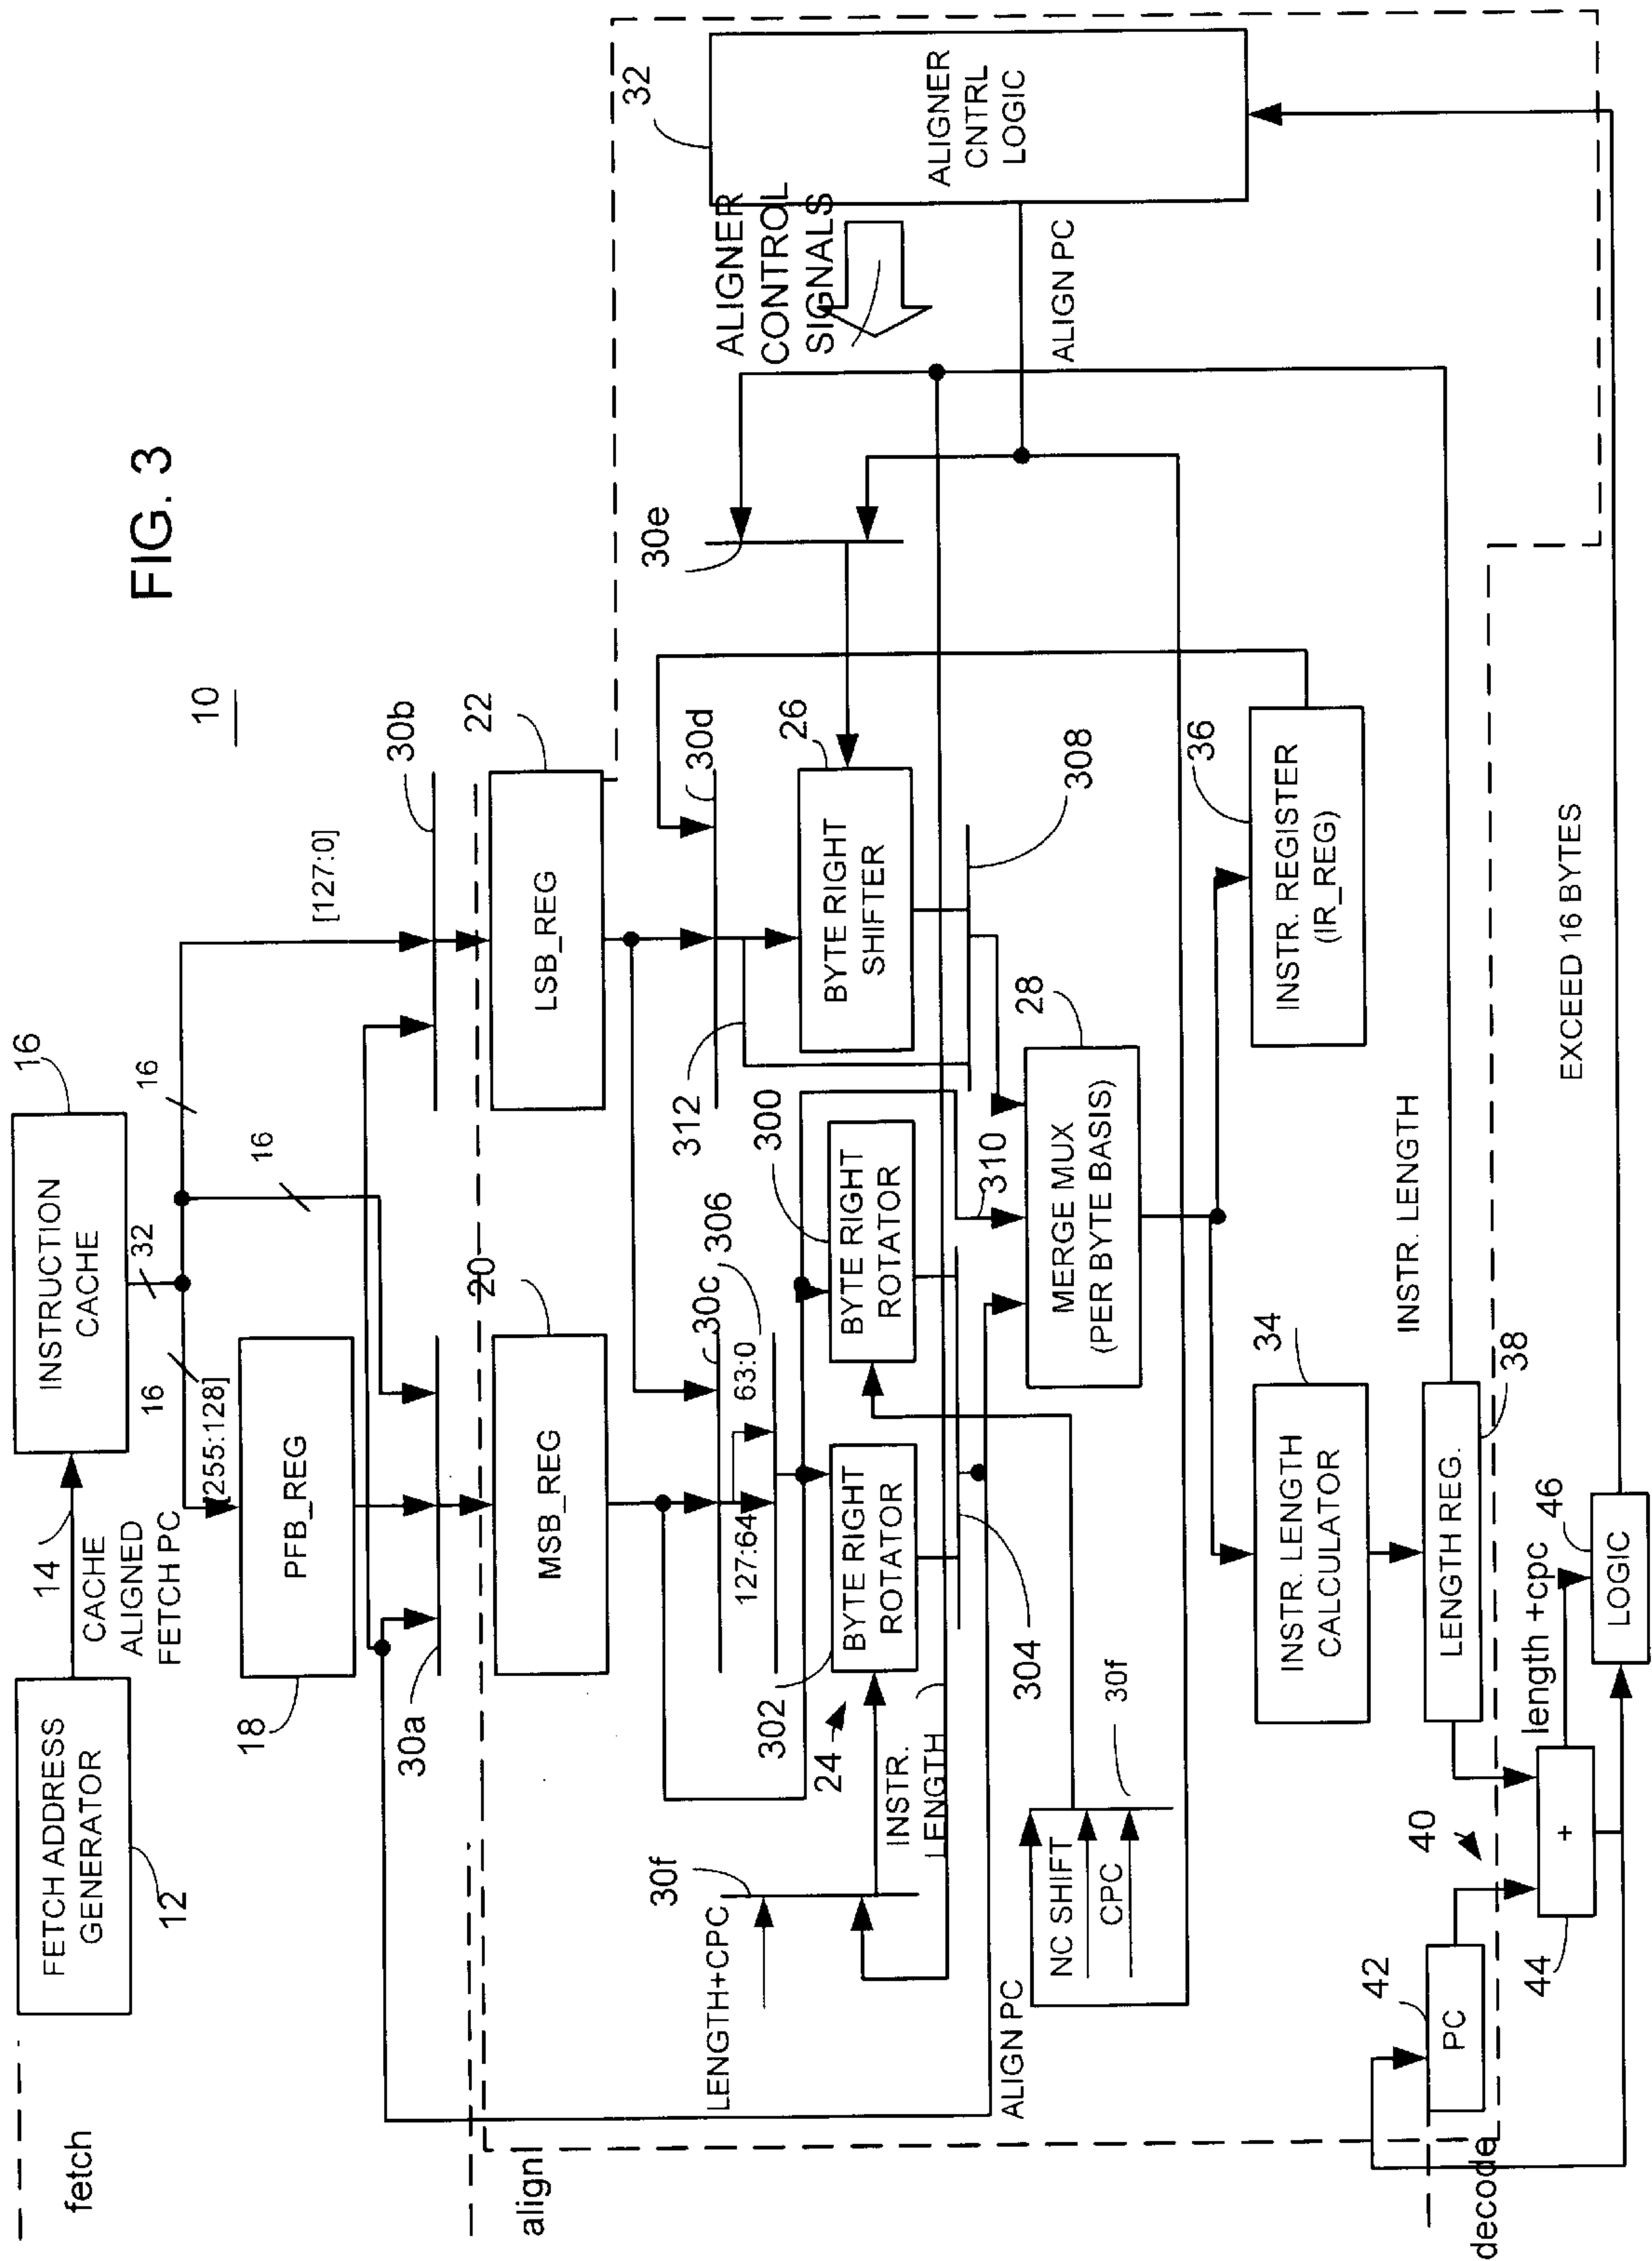 FIG. 3
10
fetch
FETCH ADDRESS
GENERATOR
12
14
CACHE
ALIGNED
FETCH PC
INSTRUCTION
CACHE
16
32
16
16
16
[255:128]
[127:0]
PFB_REG
18
30a
30b
align
MSB_REG
20
LSB_REG
22
30c
306
127:64
63:0
30d
312
BYTE RIGHT
ROTATOR
302
24
BYTE RIGHT
ROTATOR
300
BYTE RIGHT
SHIFTER
26
30e
ALIGNER
CNTRL
LOGIC
32
ALIGNER
CONTROL
SIGNALS
ALIGN PC
LENGTH+CPC
30f
INSTR.
LENGTH
304
310
308
ALIGN PC
NC SHIFT
CPC
30f
MERGE MUX
(PER BYTE BASIS)
28
INSTR. REGISTER
(IR_REG)
36
INSTR. LENGTH
CALCULATOR
34
INSTR. LENGTH
LENGTH REG.
38
decode
PC
42
40
+
44
length +cpc
LOGIC
46
EXCEED 16 BYTES